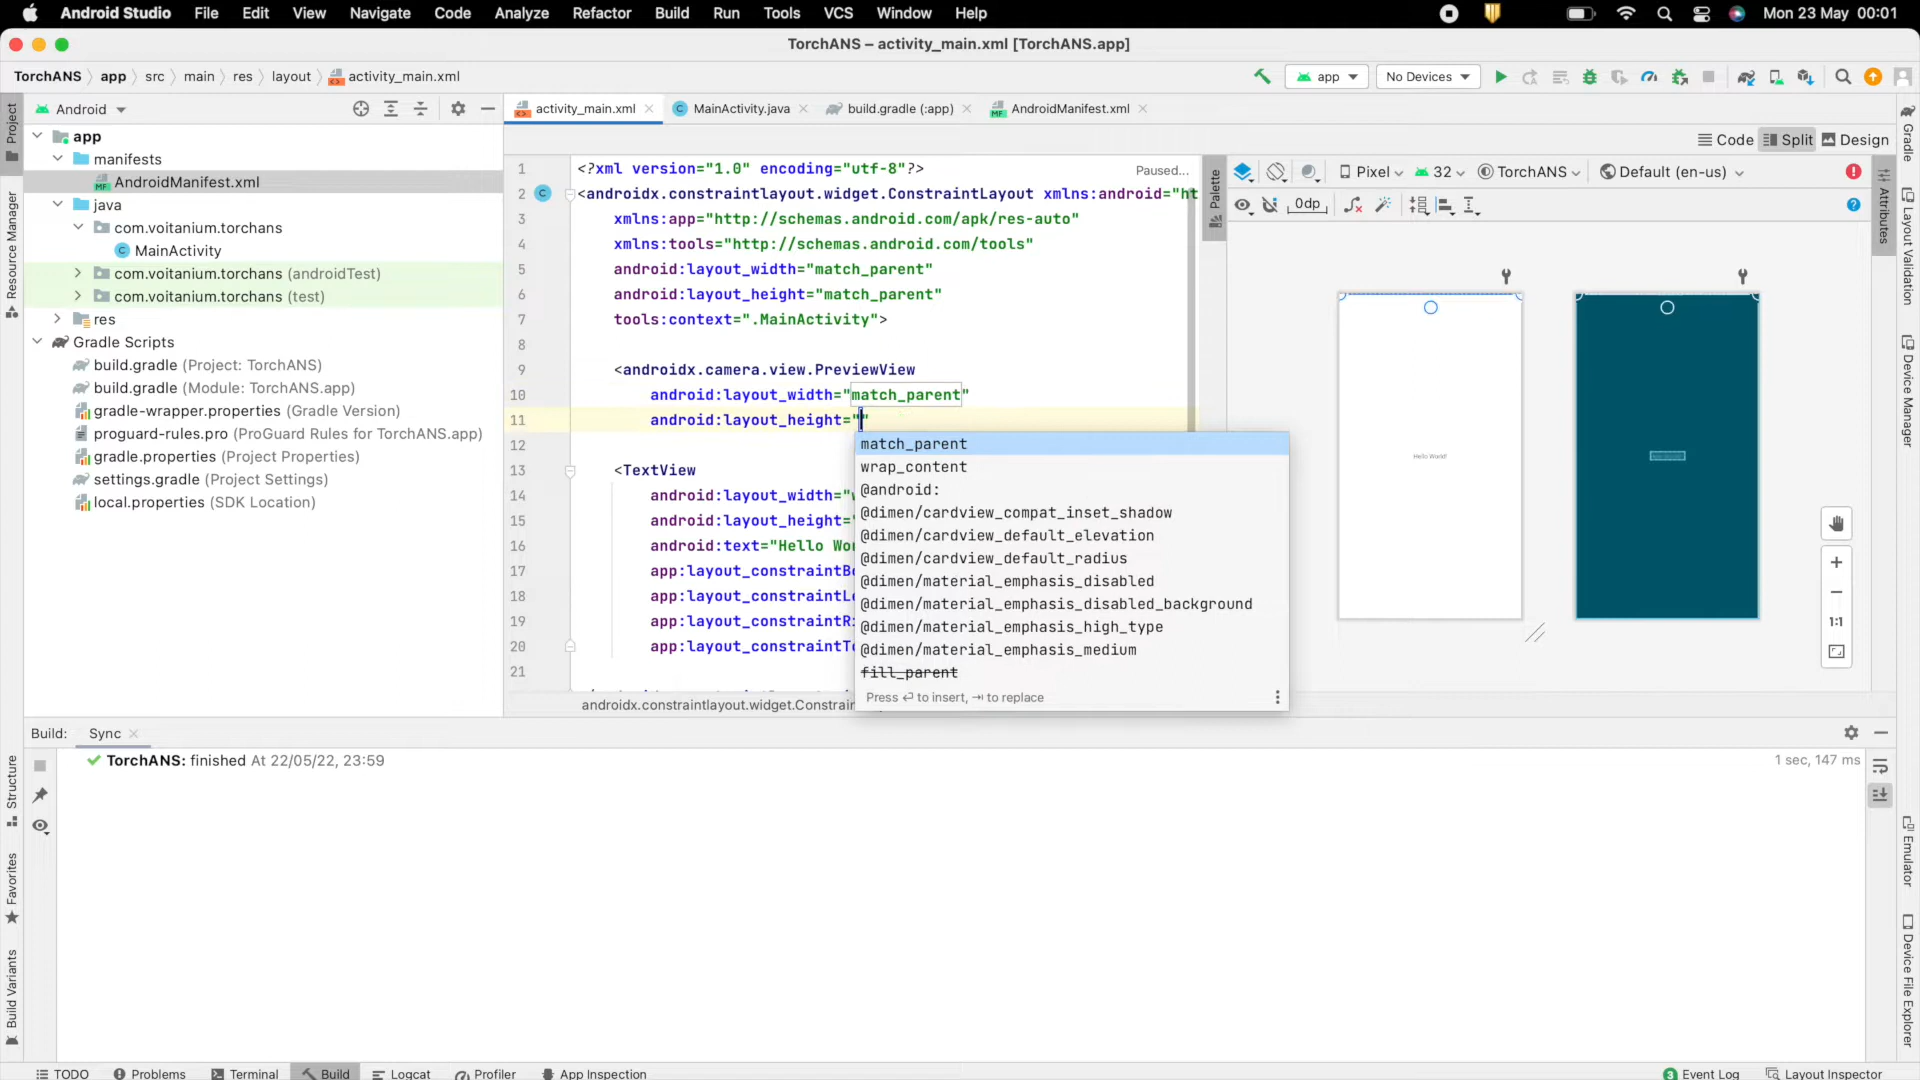 Android Studio File Edit View Navigate Code Analyze Refactor Build Run Tools VCS Window Help Mon 23 May 00:01
TorchANS – activity_main.xml [TorchANS.app]
TorchANS app src main res layout activity_main.xml app No Devices
Project
Android
activity_main.xml MainActivity.java build.gradle (:app) AndroidManifest.xml
Gradle
Code Split Design
app
manifests
AndroidManifest.xml
java
com.voitanium.torchans
MainActivity
com.voitanium.torchans (androidTest)
com.voitanium.torchans (test)
res
Gradle Scripts
build.gradle (Project: TorchANS)
build.gradle (Module: TorchANS.app)
gradle-wrapper.properties (Gradle Version)
proguard-rules.pro (ProGuard Rules for TorchANS.app)
gradle.properties (Project Properties)
settings.gradle (Project Settings)
local.properties (SDK Location)
Resource Manager
1 <?xml version="1.0" encoding="utf-8"?>
Paused...
2 <androidx.constraintlayout.widget.ConstraintLayout xmlns:android="ht
3 xmlns:app="http://schemas.android.com/apk/res-auto"
4 xmlns:tools="http://schemas.android.com/tools"
5 android:layout_width="match_parent"
6 android:layout_height="match_parent"
7 tools:context=".MainActivity">
8
9 <androidx.camera.view.PreviewView
10 android:layout_width="match_parent"
11 android:layout_height=""
12
13 <TextView
14 android:layout_width="w
15 android:layout_height="
16 android:text="Hello Wor
17 app:layout_constraintBo
18 app:layout_constraintLe
19 app:layout_constraintRi
20 app:layout_constraintTo
21
androidx.constraintlayout.widget.Constrain
match_parent
wrap_content
@android:
@dimen/cardview_compat_inset_shadow
@dimen/cardview_default_elevation
@dimen/cardview_default_radius
@dimen/material_emphasis_disabled
@dimen/material_emphasis_disabled_background
@dimen/material_emphasis_high_type
@dimen/material_emphasis_medium
fill_parent
Press ↩ to insert, ⇥ to replace
Palette
Pixel 32 TorchANS Default (en-us)
0dp
Hello World!
1:1
Attributes
Layout Validation
Device Manager
Build: Sync
TorchANS: finished At 22/05/22, 23:59
1 sec, 147 ms
Structure
Favorites
Build Variants
Emulator
Device File Explorer
TODO Problems Terminal Build Logcat Profiler App Inspection 3 Event Log Layout Inspector